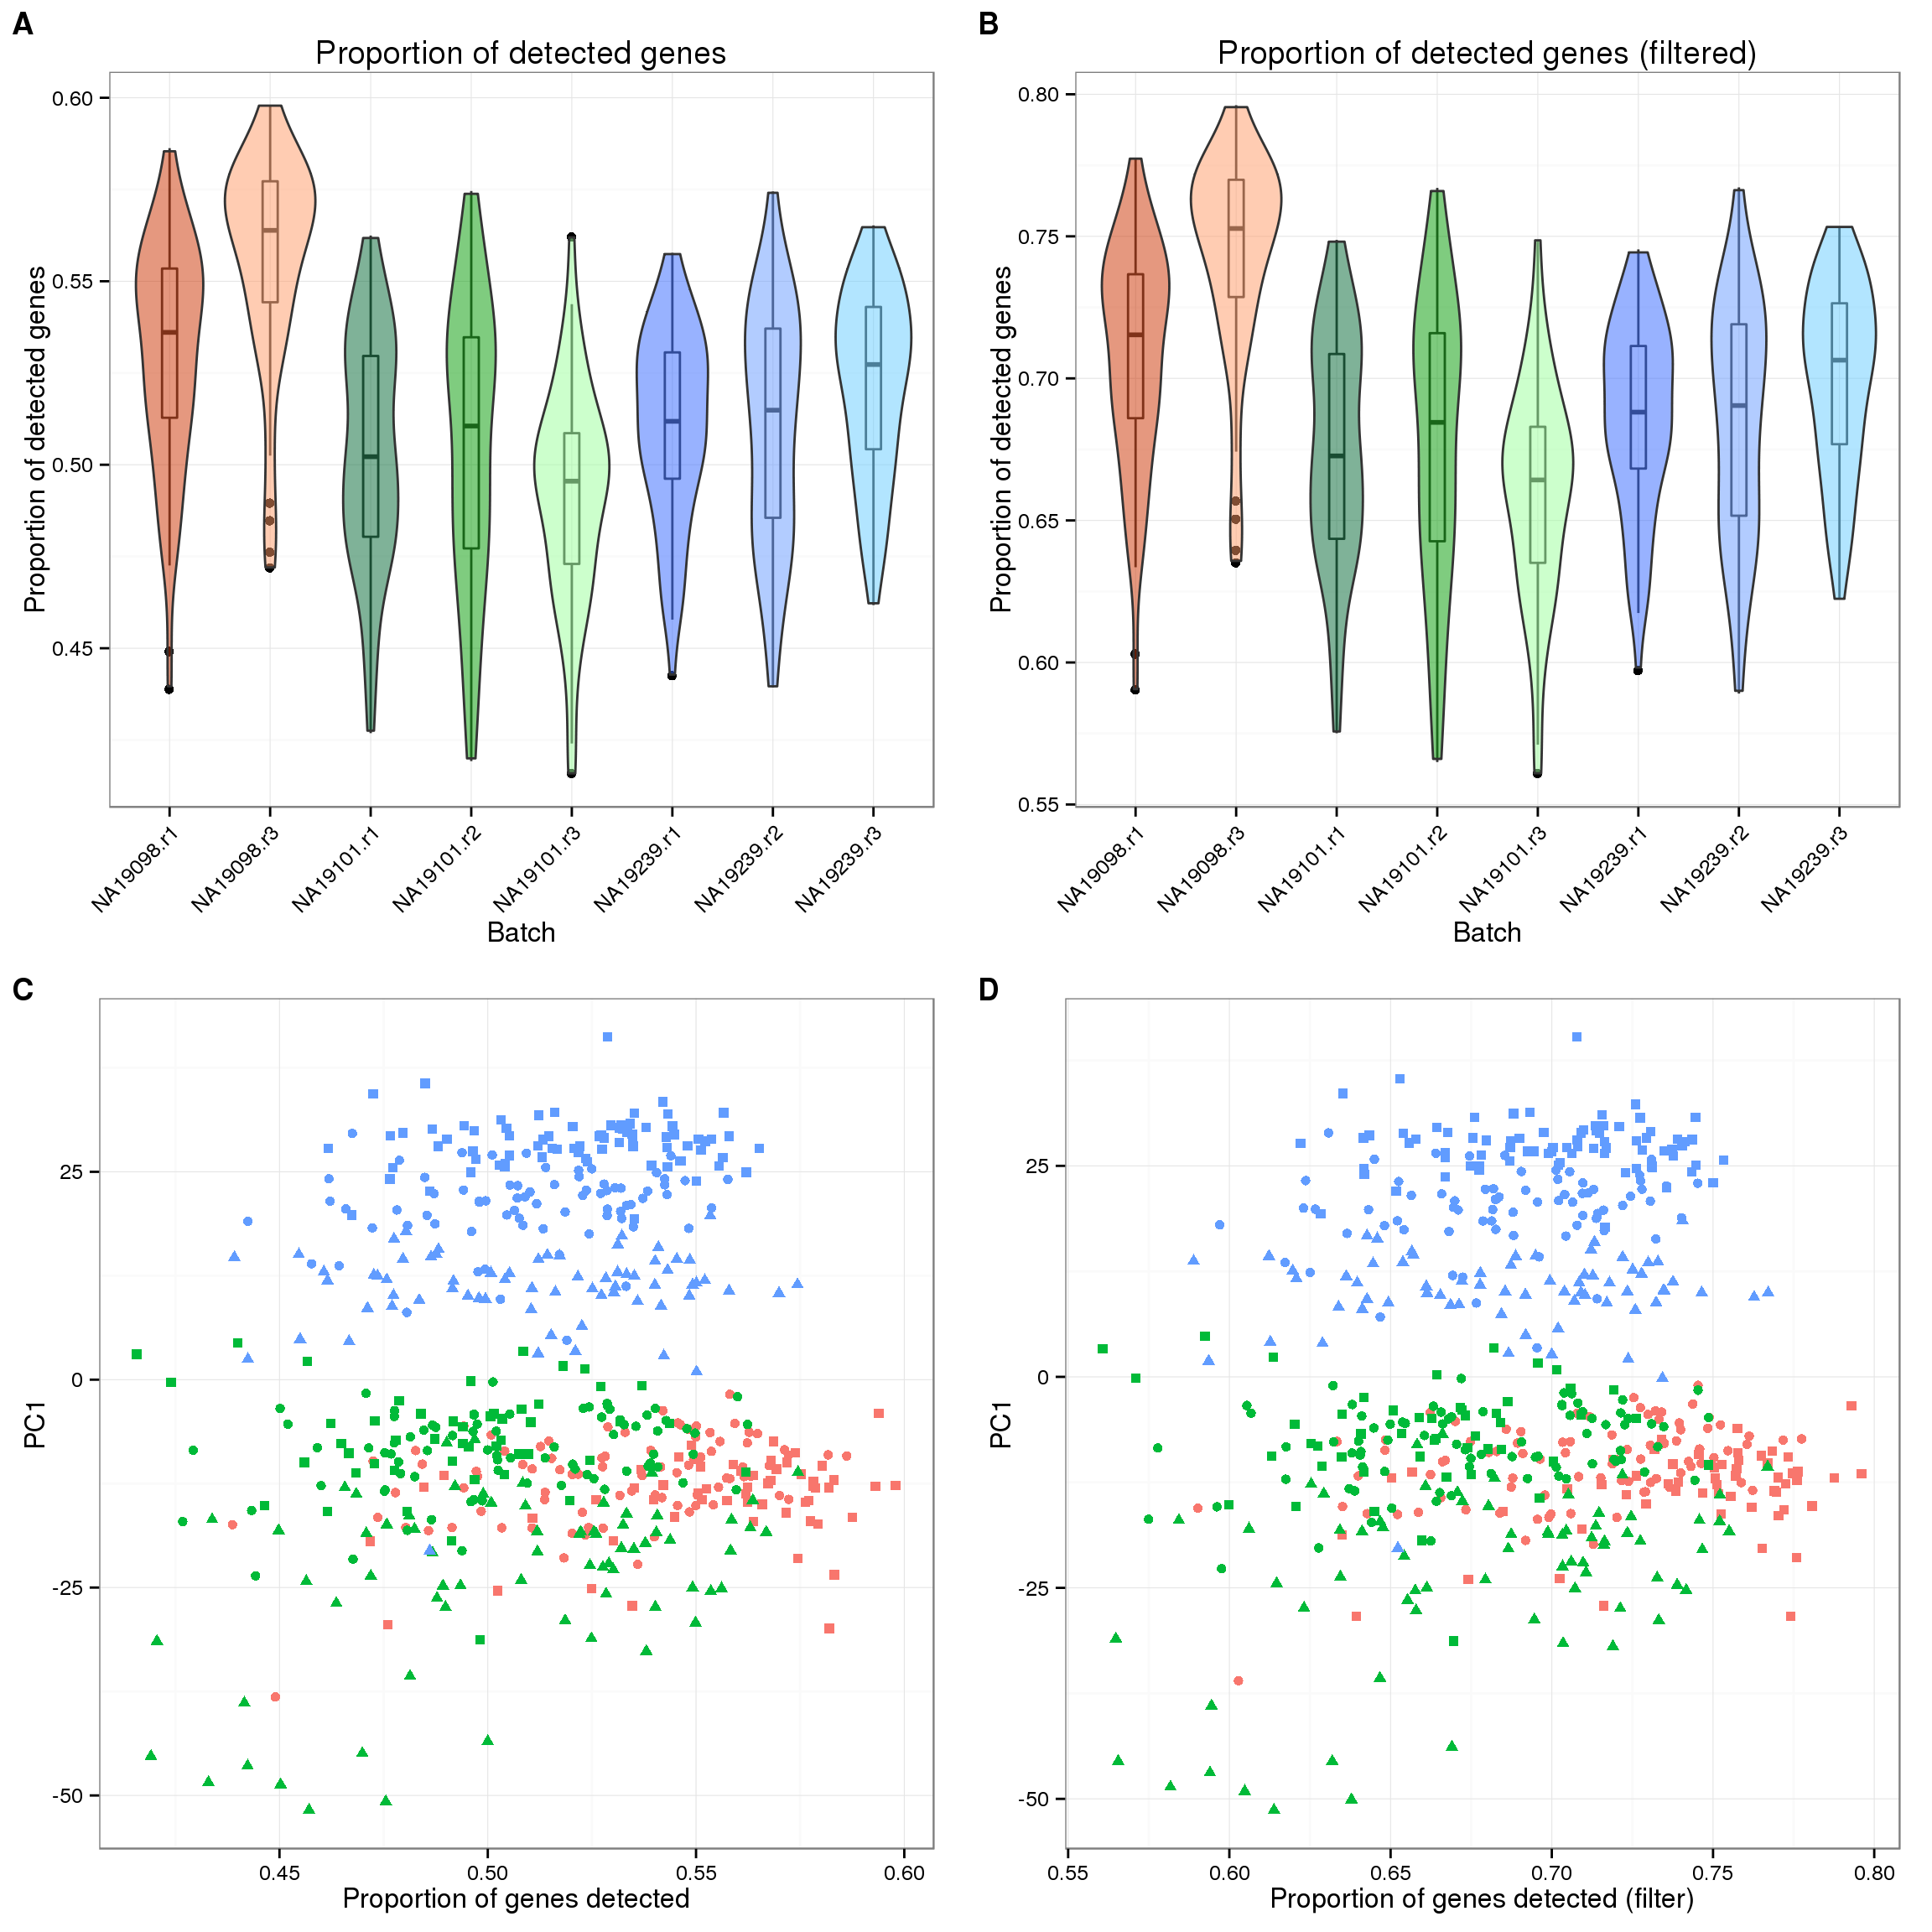 A
Proportion of detected genes
Proportion of detected genes
0.60
0.55
0.50
0.45
NA19098.r1
NA19098.r3
NA19101.r1
NA19101.r2
NA19101.r3
NA19239.r1
NA19239.r2
NA19239.r3
Batch
B
Proportion of detected genes (filtered)
Proportion of detected genes
0.80
0.75
0.70
0.65
0.60
0.55
NA19098.r1
NA19098.r3
NA19101.r1
NA19101.r2
NA19101.r3
NA19239.r1
NA19239.r2
NA19239.r3
Batch
C
PC1
25
0
-25
-50
0.45
0.50
0.55
0.60
Proportion of genes detected
D
PC1
25
0
-25
-50
0.55
0.60
0.65
0.70
0.75
0.80
Proportion of genes detected (filter)